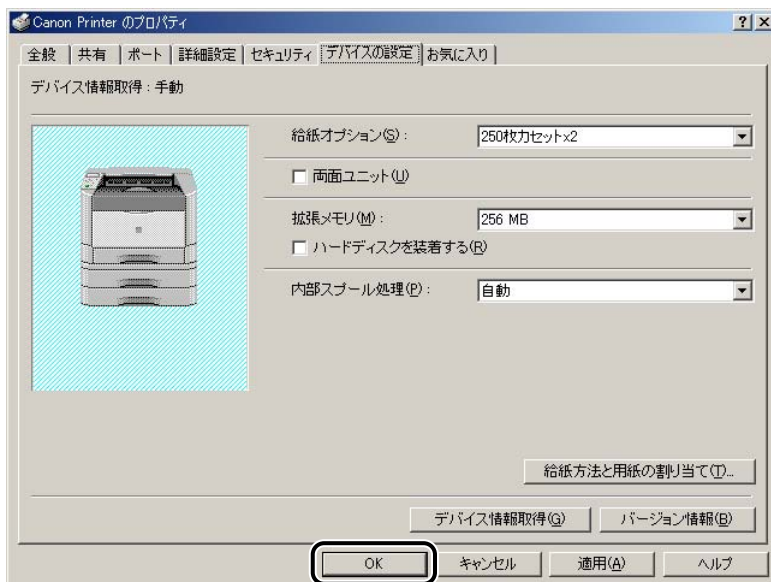 Canon Printer のプロパティ
全般 共有 ポート 詳細設定 セキュリティ デバイスの設定 お気に入り
デバイス情報取得 : 手動
給紙オプション(S) : 250枚カセットx2
両面ユニット(U)
拡張メモリ(M) : 256 MB
ハードディスクを装着する(R)
内部スプール処理(P) : 自動
給紙方法と用紙の割り当て(T)...
デバイス情報取得(G) バージョン情報(B)
OK キャンセル 適用(A) ヘルプ